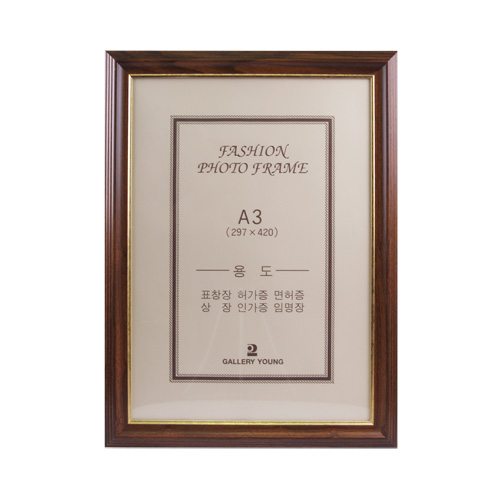 FASHION
PHOTO FRAME
A3
(297×420)
용 도
표창장 허가증 면허증
상 장 인가증 임명장
GALLERY YOUNG